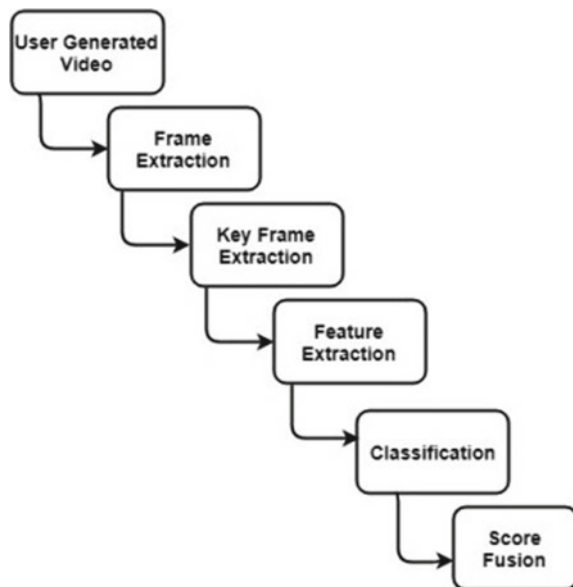 User Generated
Video
Frame
Extraction
Key Frame
Extraction
Feature
Extraction
Classification
Score
Fusion